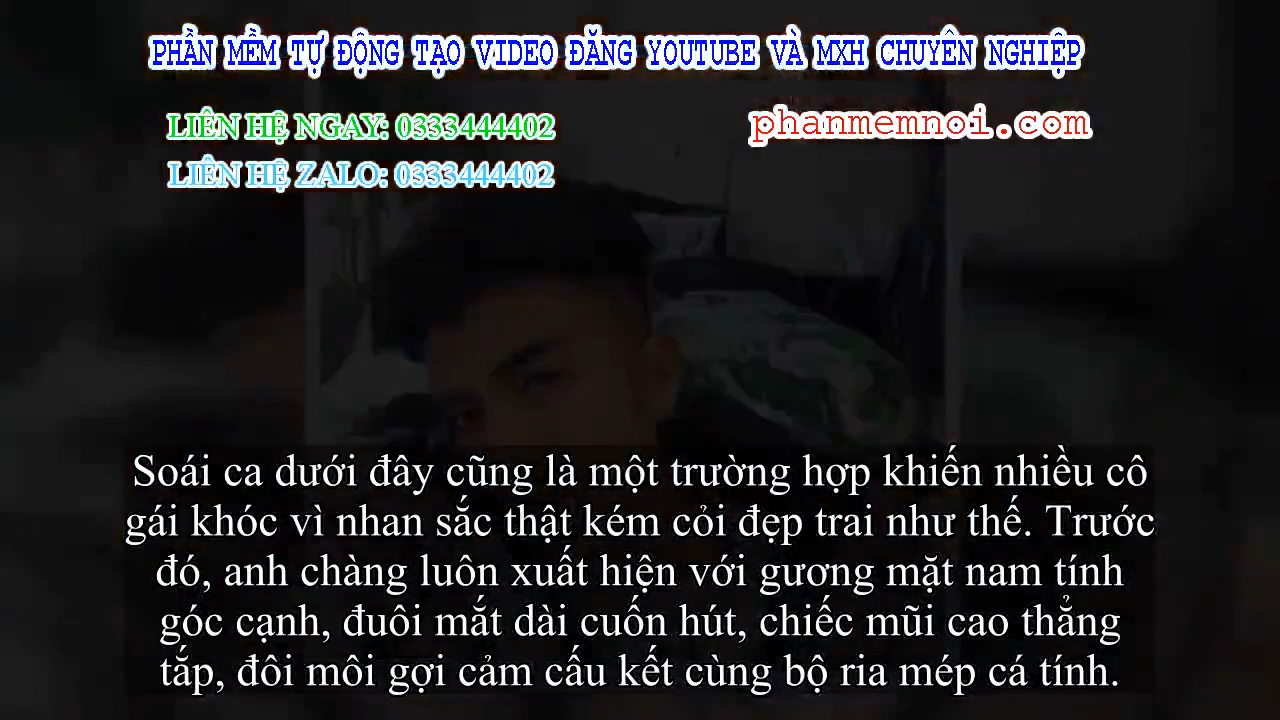 PHẦN MỀM TỰ ĐỘNG TẠO VIDEO ĐĂNG YOUTUBE VÀ MXH CHUYÊN NGHIỆP
LIÊN HỆ NGAY: 0333444402
phanmemnoi.com
LIÊN HỆ ZALO: 0333444402
Soái ca dưới đây cũng là một trường hợp khiến nhiều cô
gái khóc vì nhan sắc thật kém cỏi đẹp trai như thế. Trước
đó, anh chàng luôn xuất hiện với gương mặt nam tính
góc cạnh, đuôi mắt dài cuốn hút, chiếc mũi cao thẳng
tắp, đôi môi gợi cảm cấu kết cùng bộ ria mép cá tính.